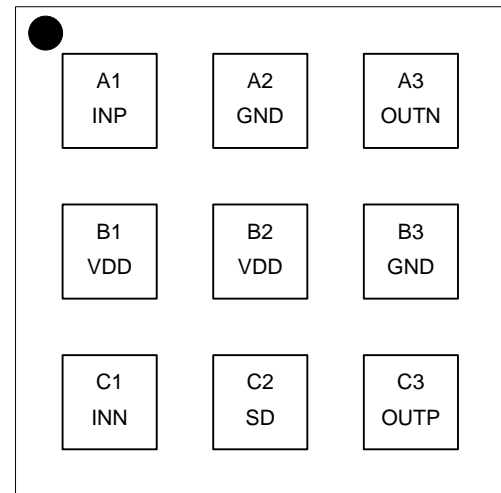 A1 A2 A3
INP GND OUTN
B1 B2 B3
VDD VDD GND
C1 C2 C3
INN SD OUTP